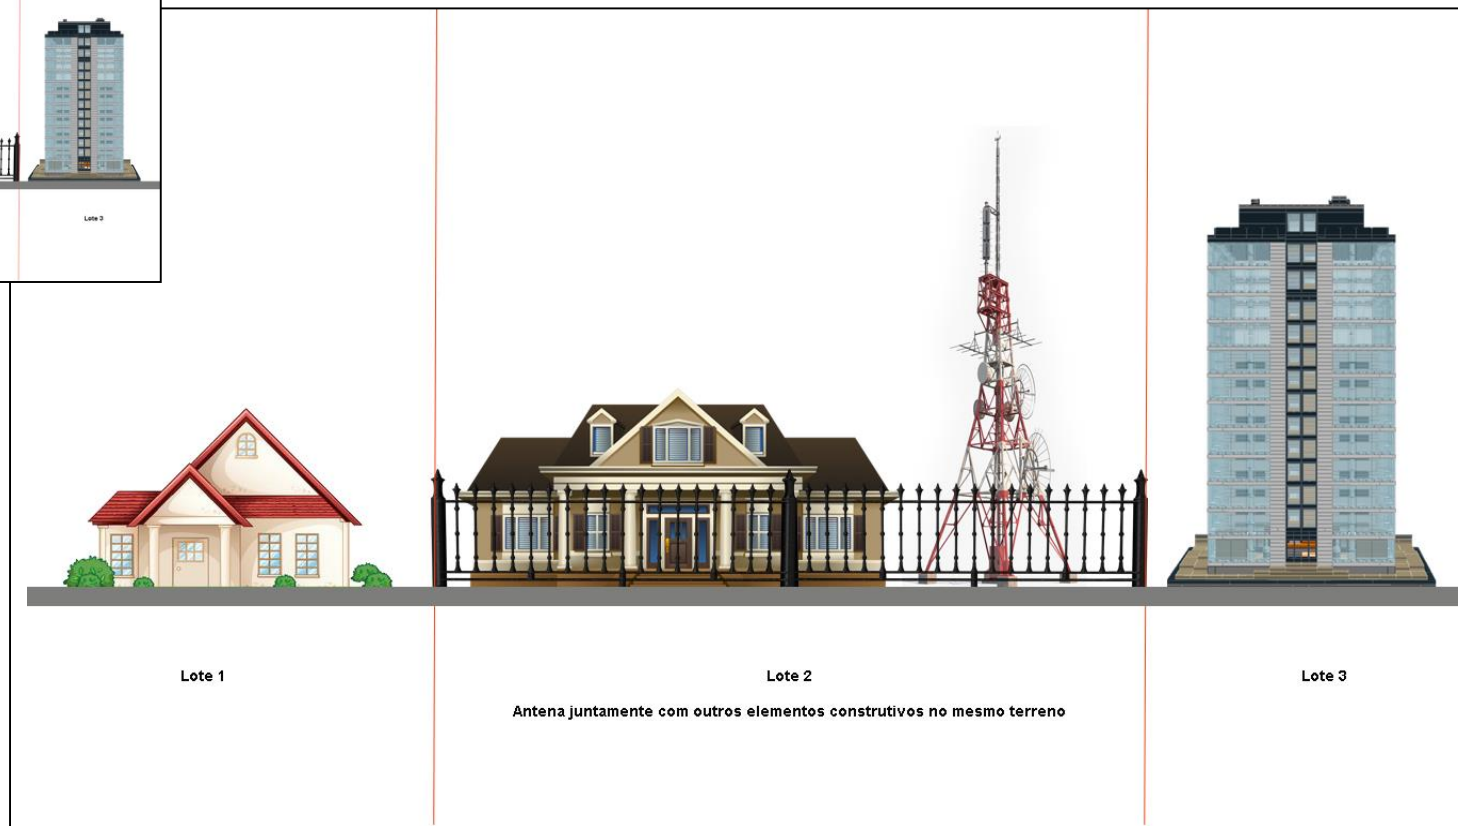 Lote 3
Lote 1
Lote 2
Lote 3
Antena juntamente com outros elementos construtivos no mesmo terreno